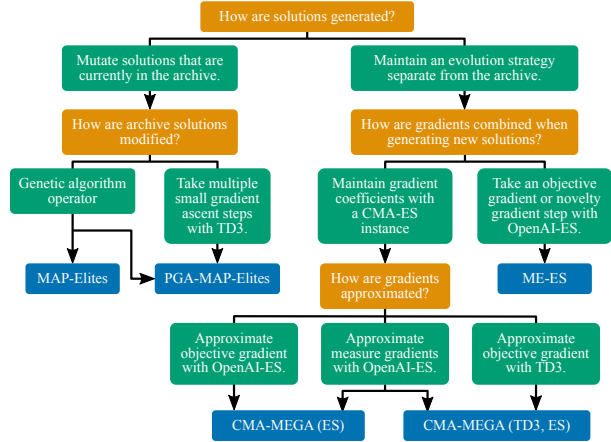 How are solutions generated?
Mutate solutions that are
currently in the archive.
Maintain an evolution strategy
separate from the archive.
How are archive solutions
modified?
How are gradients combined when
generating new solutions?
Genetic algorithm
operator
Take multiple
small gradient
ascent steps
with TD3.
Maintain gradient
coefficients with
a CMA-ES
instance
Take an objective
gradient or novelty
gradient step with
OpenAI-ES.
MAP-Elites
PGA-MAP-Elites
How are gradients
approximated?
ME-ES
Approximate
objective gradient
with OpenAI-ES.
Approximate
measure gradients
with OpenAI-ES.
Approximate
objective gradient
with TD3.
CMA-MEGA (ES)
CMA-MEGA (TD3, ES)